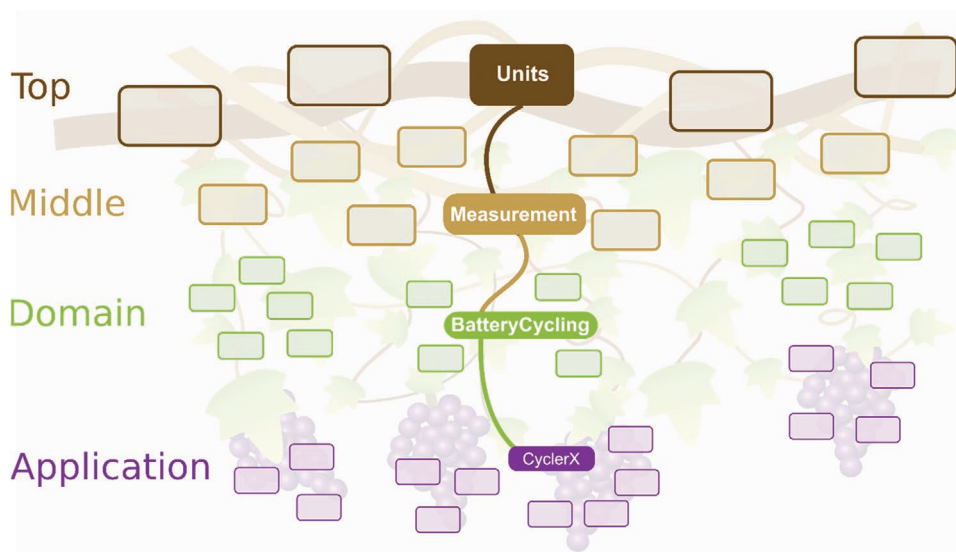 Top
Units
Middle
Measurement
Domain
BatteryCycling
Application
CyclerX